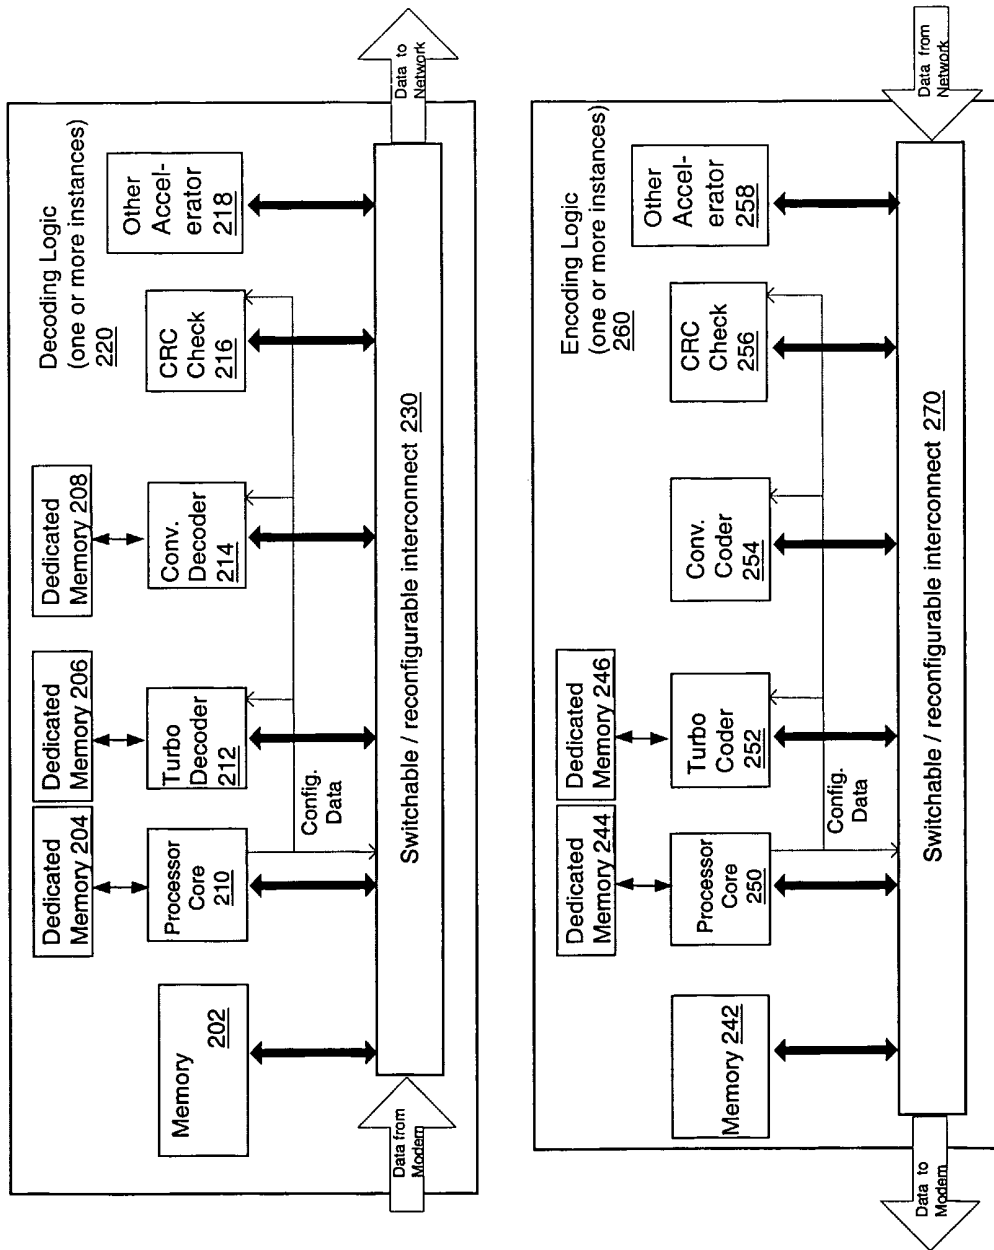 Decoding Logic
(one or more instances)
220
Dedicated
Memory 204
Dedicated
Memory 206
Dedicated
Memory 208
Memory
202
Processor
Core
210
Turbo
Decoder
212
Conv.
Decoder
214
CRC
Check
216
Other
Accel-
erator
218
Config.
Data
Switchable / reconfigurable interconnect 230
Data from
Modem
Data to
Network
Encoding Logic
(one or more instances)
260
Dedicated
Memory 244
Dedicated
Memory 246
Memory 242
Processor
Core
250
Turbo
Coder
252
Conv.
Coder
254
CRC
Check
256
Other
Accel-
erator
258
Config.
Data
Switchable / reconfigurable interconnect 270
Data to
Modem
Data from
Network